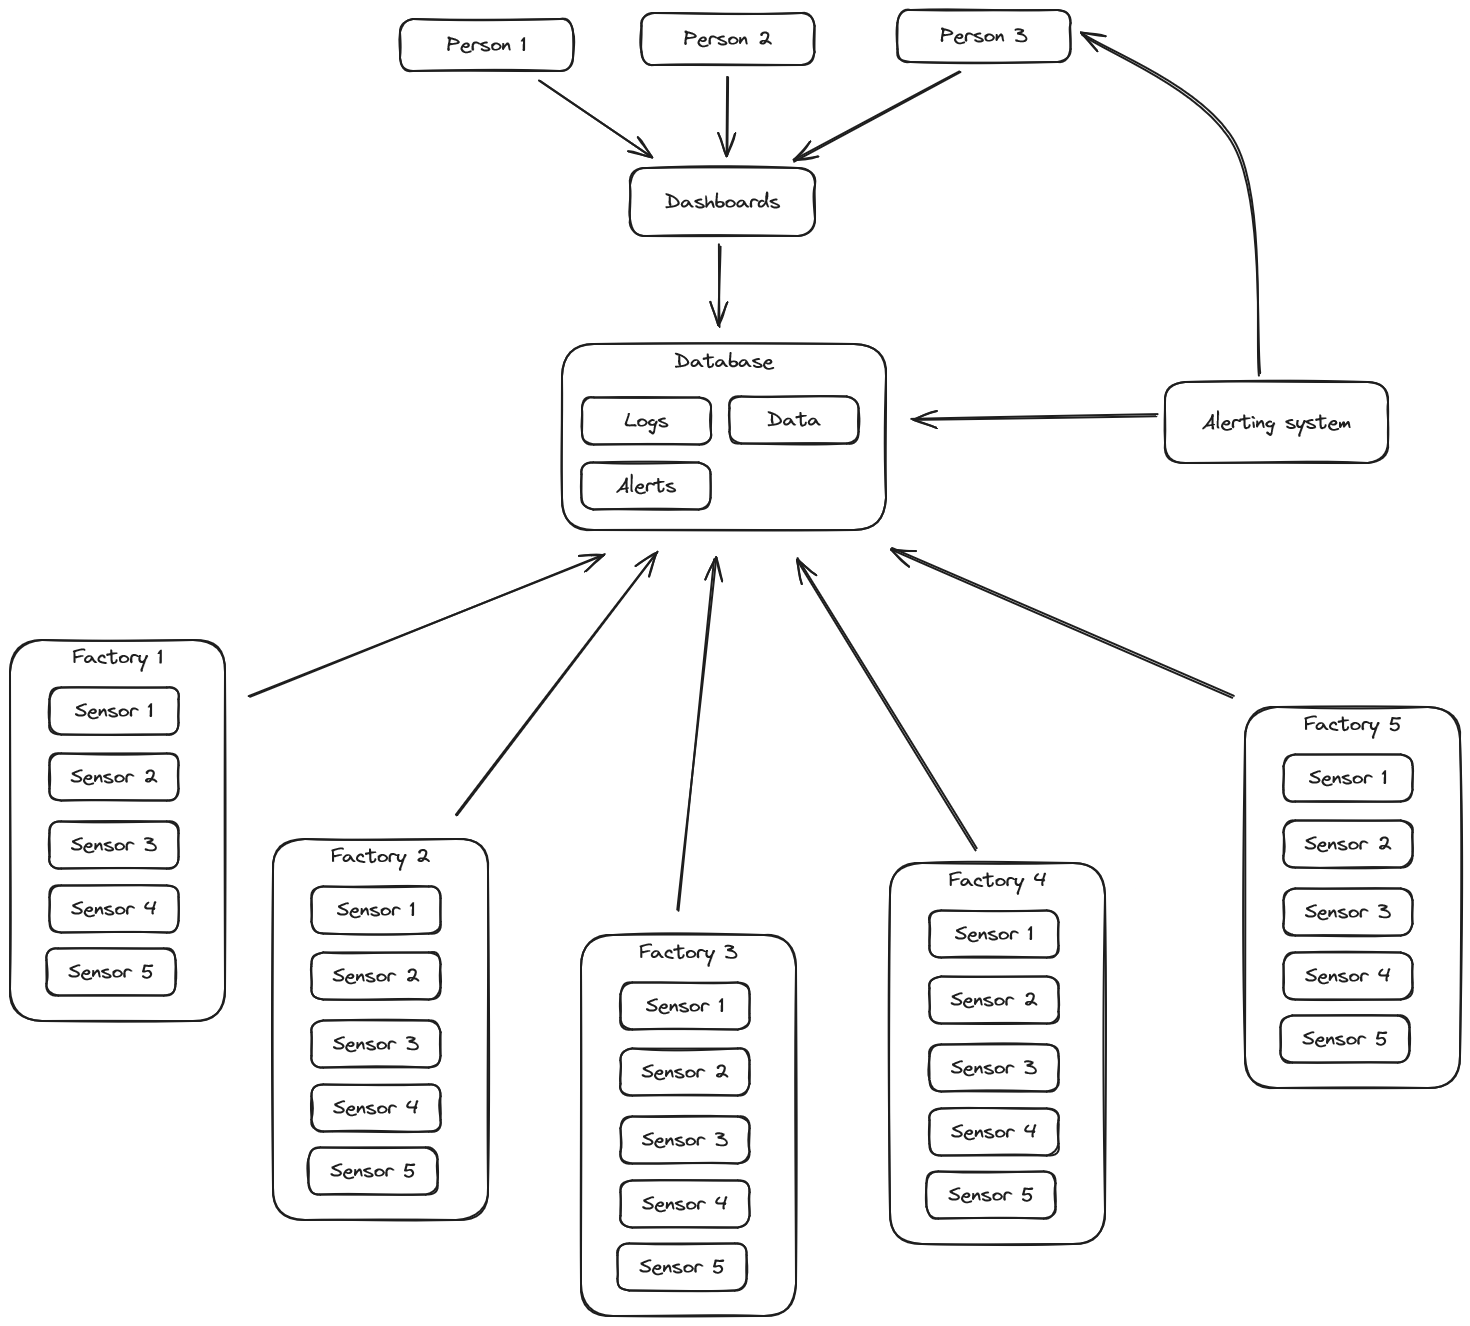 Person 1
Person 2
Person 3
Dashboards
Database
Logs
Data
Alerts
Alerting system
Factory 1
Sensor 1
Sensor 2
Sensor 3
Sensor 4
Sensor 5
Factory 2
Sensor 1
Sensor 2
Sensor 3
Sensor 4
Sensor 5
Factory 3
Sensor 1
Sensor 2
Sensor 3
Sensor 4
Sensor 5
Factory 4
Sensor 1
Sensor 2
Sensor 3
Sensor 4
Sensor 5
Factory 5
Sensor 1
Sensor 2
Sensor 3
Sensor 4
Sensor 5